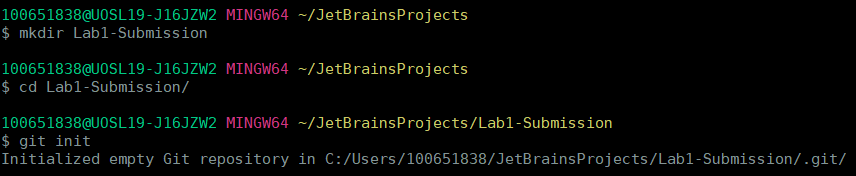 100651838@UOSL19-J16JZW2 MINGW64 ~/JetBrainsProjects
$ mkdir Lab1-Submission
100651838@UOSL19-J16JZW2 MINGW64 ~/JetBrainsProjects
$ cd Lab1-Submission/
100651838@UOSL19-J16JZW2 MINGW64 ~/JetBrainsProjects/Lab1-Submission
$ git init
Initialized empty Git repository in C:/Users/100651838/JetBrainsProjects/Lab1-Submission/.git/